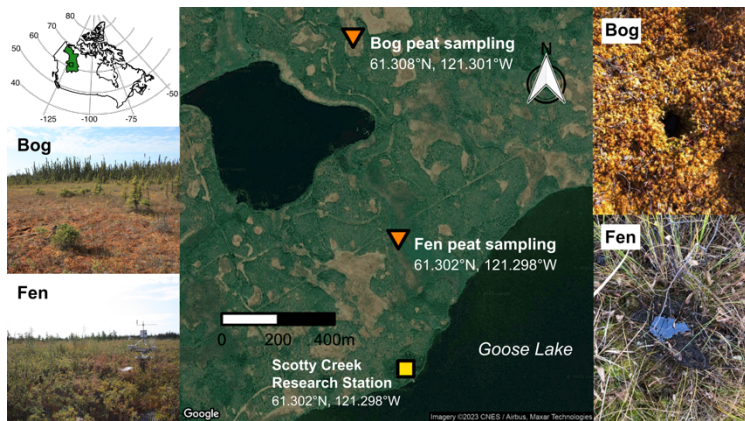 80
70
60
50
40
-125
-100
-75
-50
Bog
Fen
Bog peat sampling
61.308°N, 121.301°W
N
Fen peat sampling
61.302°N, 121.298°W
0
200
400m
Goose Lake
Scotty Creek
Research Station
61.302°N, 121.298°W
Google
Imagery ©2023 CNES / Airbus, Maxar Technologies
Bog
Fen